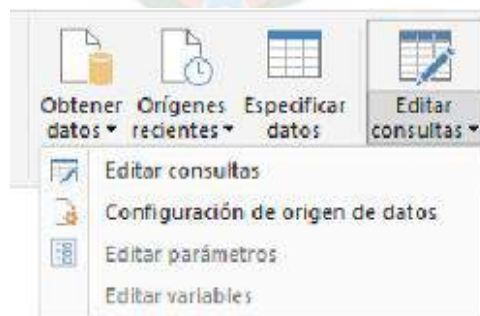 Obtener Orígenes Especificar Editar
datos recientes datos consultas
Editar consultas
Configuración de origen de datos
Editar parámetros
Editar variables